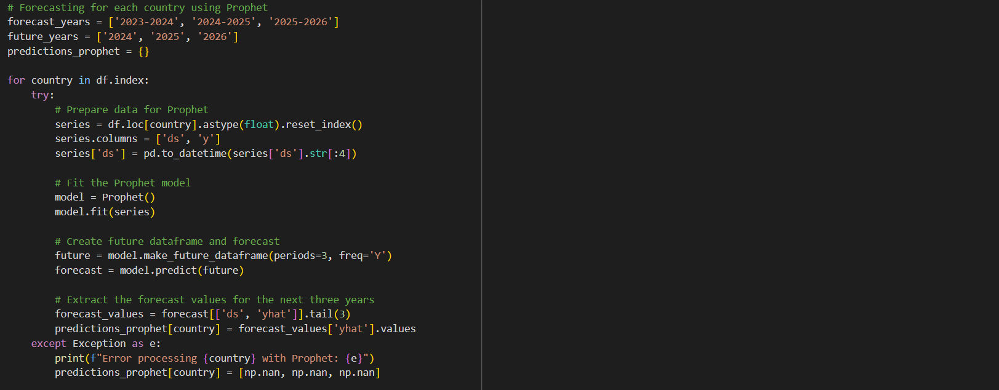 # Forecasting for each country using Prophet
forecast_years = ['2023-2024', '2024-2025', '2025-2026']
future_years = ['2024', '2025', '2026']
predictions_prophet = {}

for country in df.index:
    try:
        # Prepare data for Prophet
        series = df.loc[country].astype(float).reset_index()
        series.columns = ['ds', 'y']
        series['ds'] = pd.to_datetime(series['ds'].str[:4])

        # Fit the Prophet model
        model = Prophet()
        model.fit(series)

        # Create future dataframe and forecast
        future = model.make_future_dataframe(periods=3, freq='Y')
        forecast = model.predict(future)

        # Extract the forecast values for the next three years
        forecast_values = forecast[['ds', 'yhat']].tail(3)
        predictions_prophet[country] = forecast_values['yhat'].values
    except Exception as e:
        print(f"Error processing {country} with Prophet: {e}")
        predictions_prophet[country] = [np.nan, np.nan, np.nan]